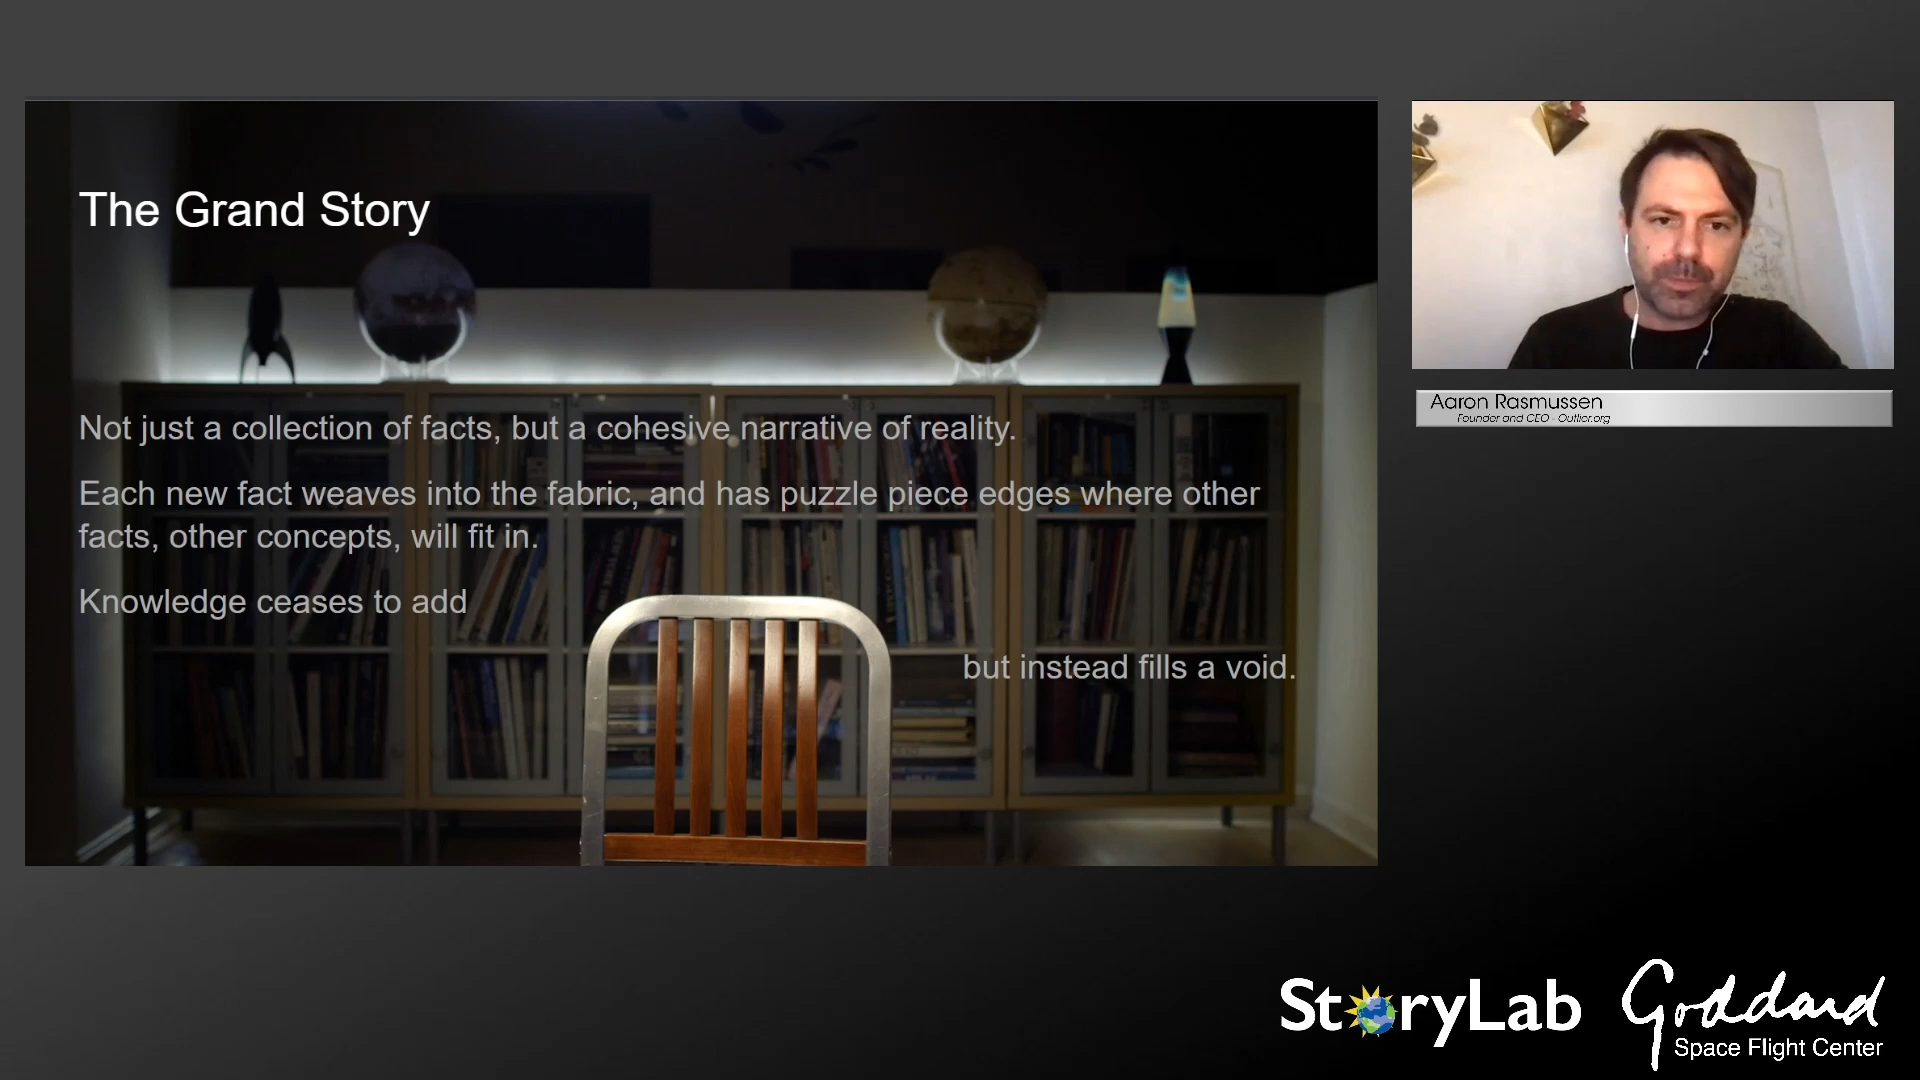 The Grand Story
Not just a collection of facts, but a cohesive narrative of reality.
Each new fact weaves into the fabric, and has puzzle piece edges where other
facts, other concepts, will fit in.
Knowledge ceases to add
but instead fills a void.
Aaron Rasmussen
Founder and CEO - Outlier.org
StoryLab
Goddard
Space Flight Center